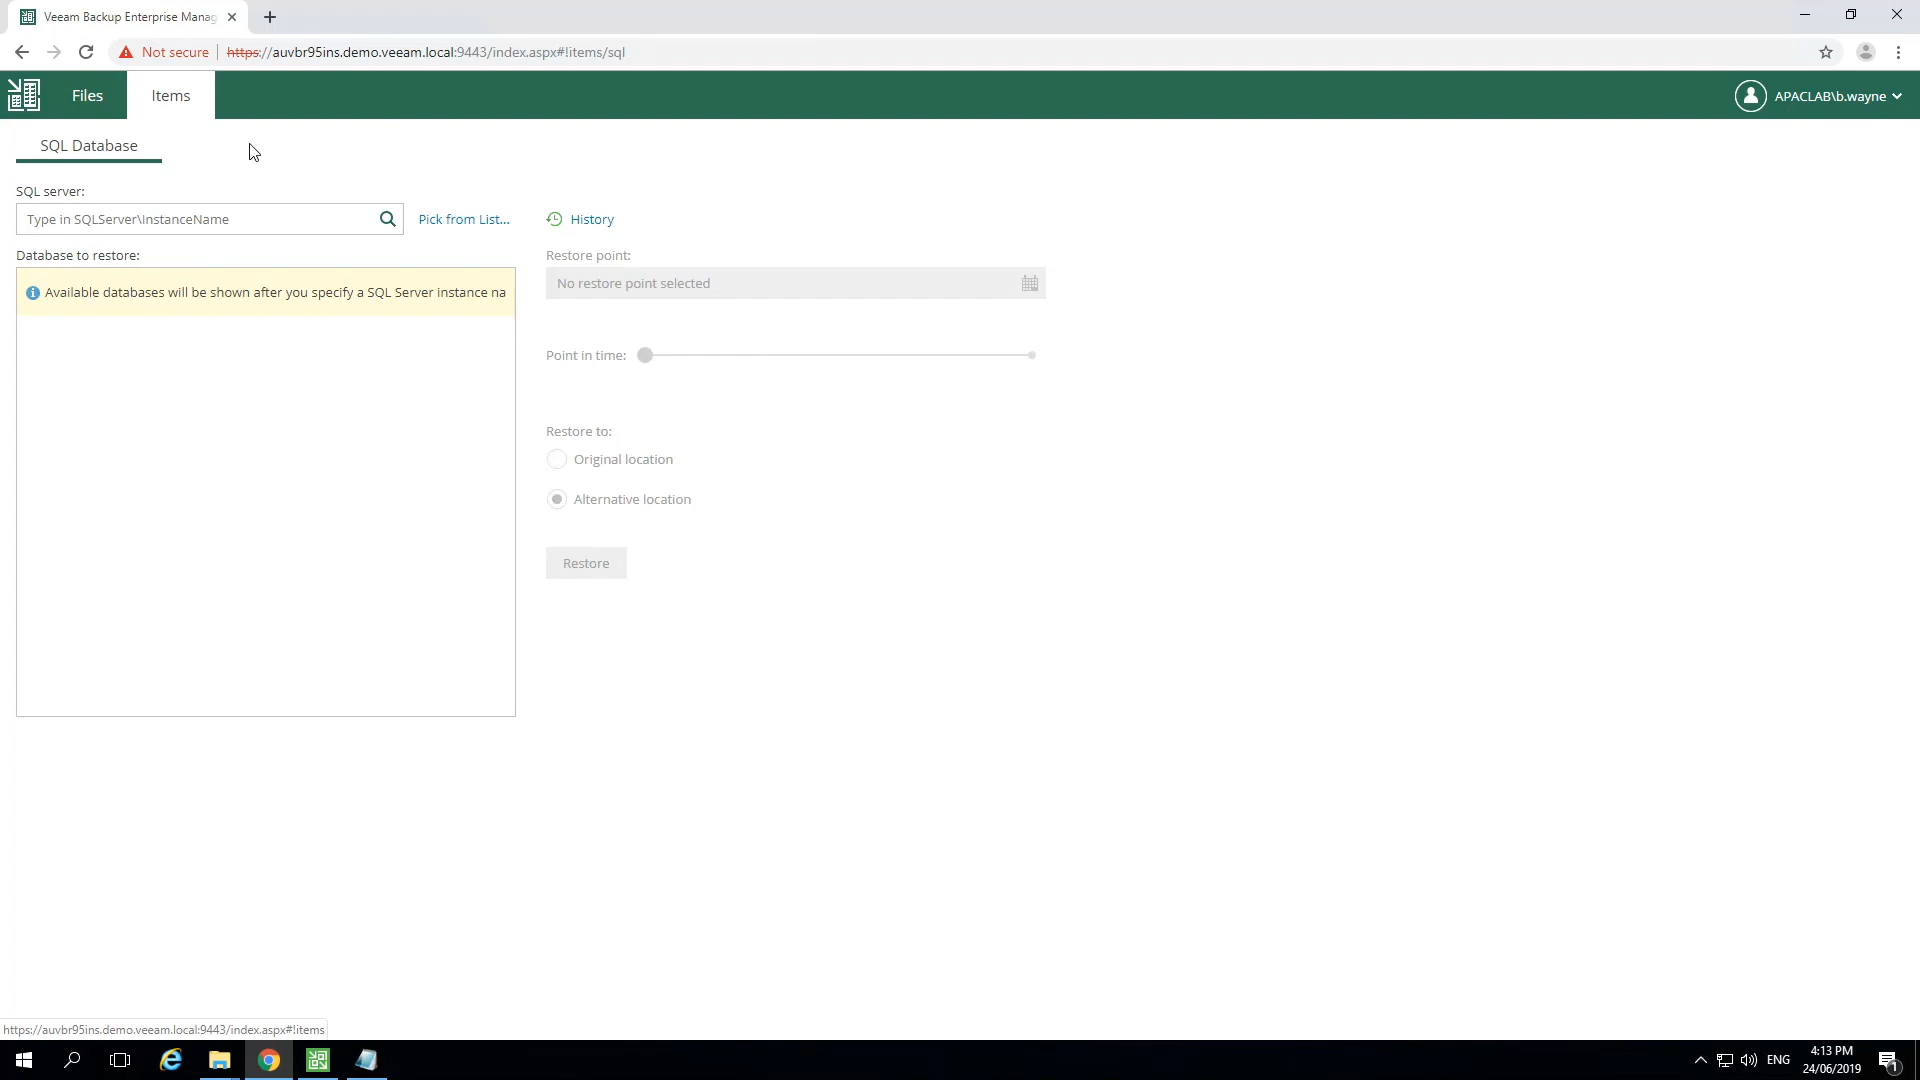 Veeam Backup Enterprise Manag
Not secure
https://auvbr95ins.demo.veeam.local:9443/index.aspx#!items/sql
Files
Items
APACLAB\b.wayne
SQL Database
SQL server:
Type in SQLServer\InstanceName
Pick from List...
History
Database to restore:
Restore point:
Available databases will be shown after you specify a SQL Server instance na
No restore point selected
Point in time:
Restore to:
Original location
Alternative location
Restore
https://auvbr95ins.demo.veeam.local:9443/index.aspx#!items
ENG
4:13 PM
24/06/2019
1